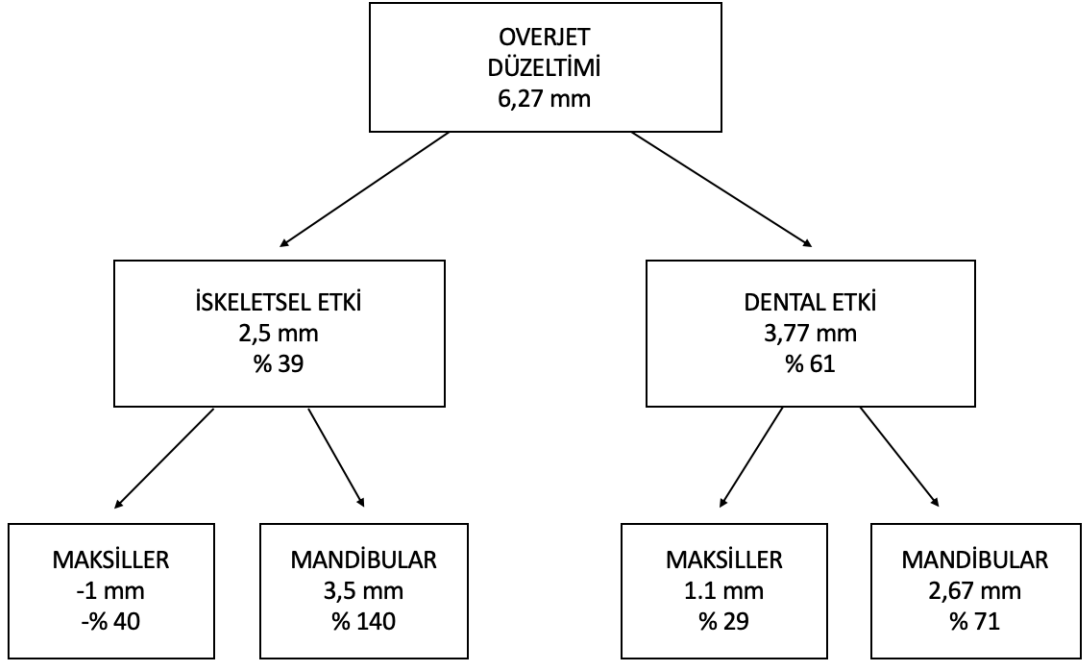 OVERJET
DÜZELTİMİ
6,27 mm
İSKELETSEL ETKİ
2,5 mm
% 39
DENTAL ETKİ
3,77 mm
% 61
MAKSİLLER
-1 mm
-% 40
MANDİBULAR
3,5 mm
% 140
MAKSİLLER
1.1 mm
% 29
MANDİBULAR
2,67 mm
% 71